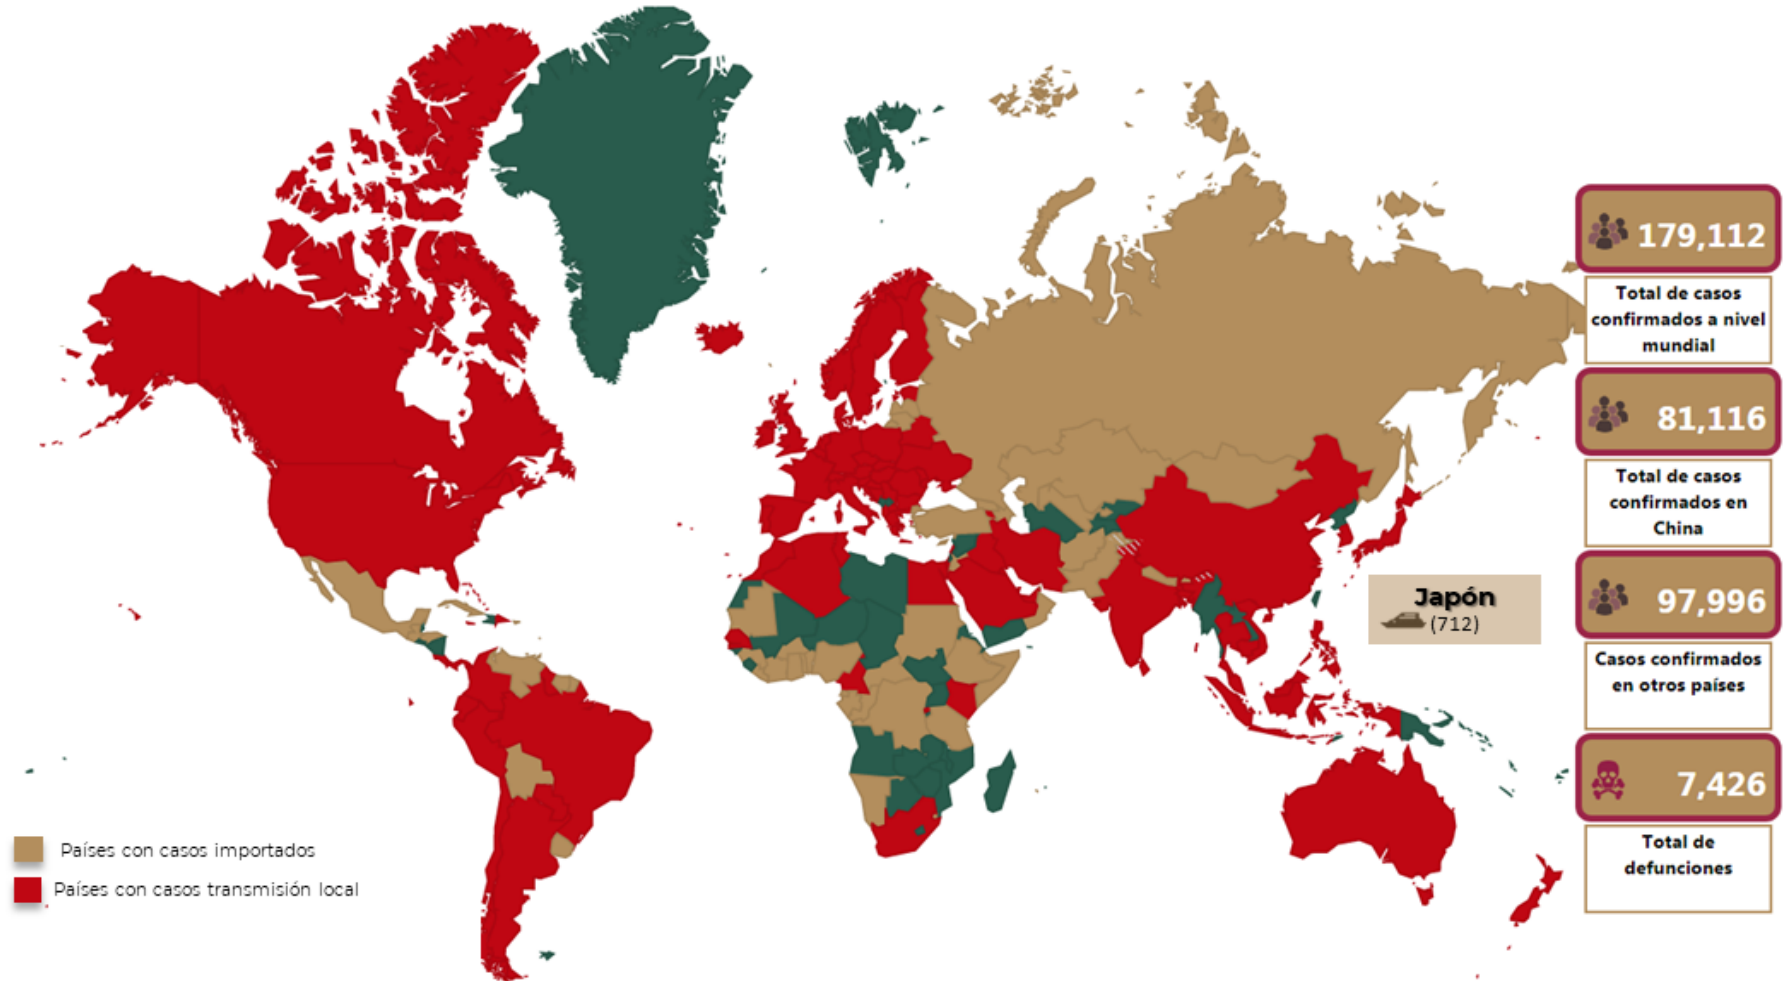 179,112
Total de casos
confirmados a nivel
mundial
81,116
Total de casos
confirmados en
China
97,996
Casos confirmados
en otros países
7,426
Total de
defunciones
Japón
(712)
Países con casos importados
Países con casos transmisión local